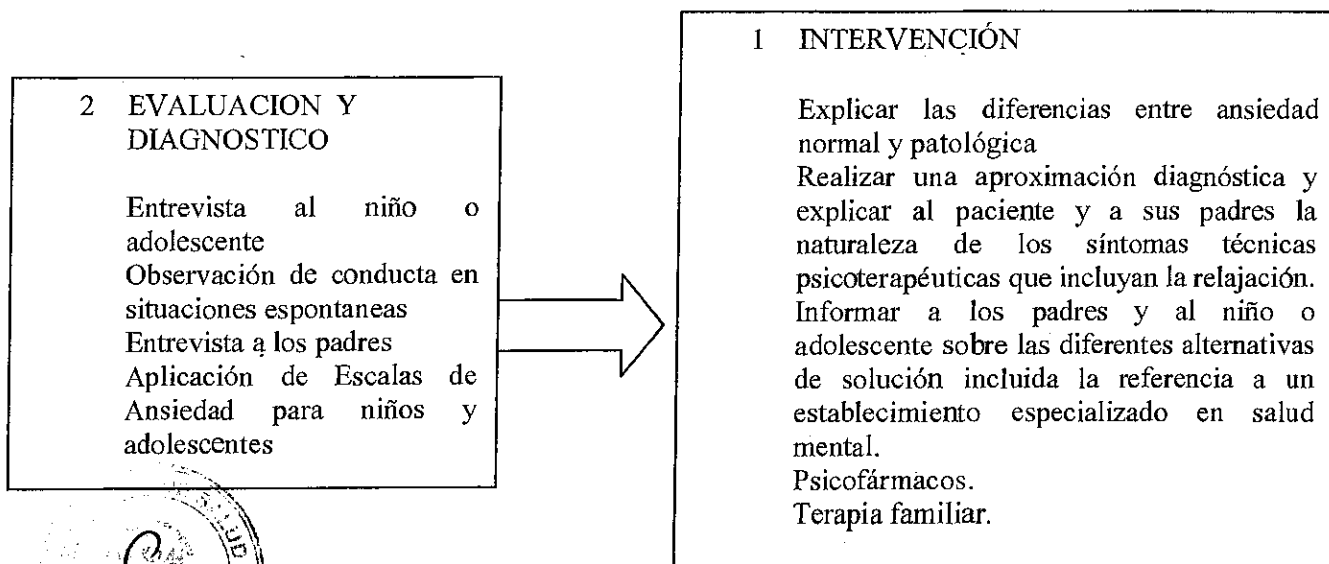 2 EVALUACION Y
DIAGNOSTICO
Entrevista al niño o
adolescente
Observación de conducta en
situaciones espontaneas
Entrevista a los padres
Aplicación de Escalas de
Ansiedad para niños y
adolescentes
1 INTERVENCIÓN
Explicar las diferencias entre ansiedad
normal y patológica
Realizar una aproximación diagnóstica y
explicar al paciente y a sus padres la
naturaleza de los síntomas técnicas
psicoterapéuticas que incluyan la relajación.
Informar a los padres y al niño o
adolescente sobre las diferentes alternativas
de solución incluida la referencia a un
establecimiento especializado en salud
mental.
Psicofármacos.
Terapia familiar.